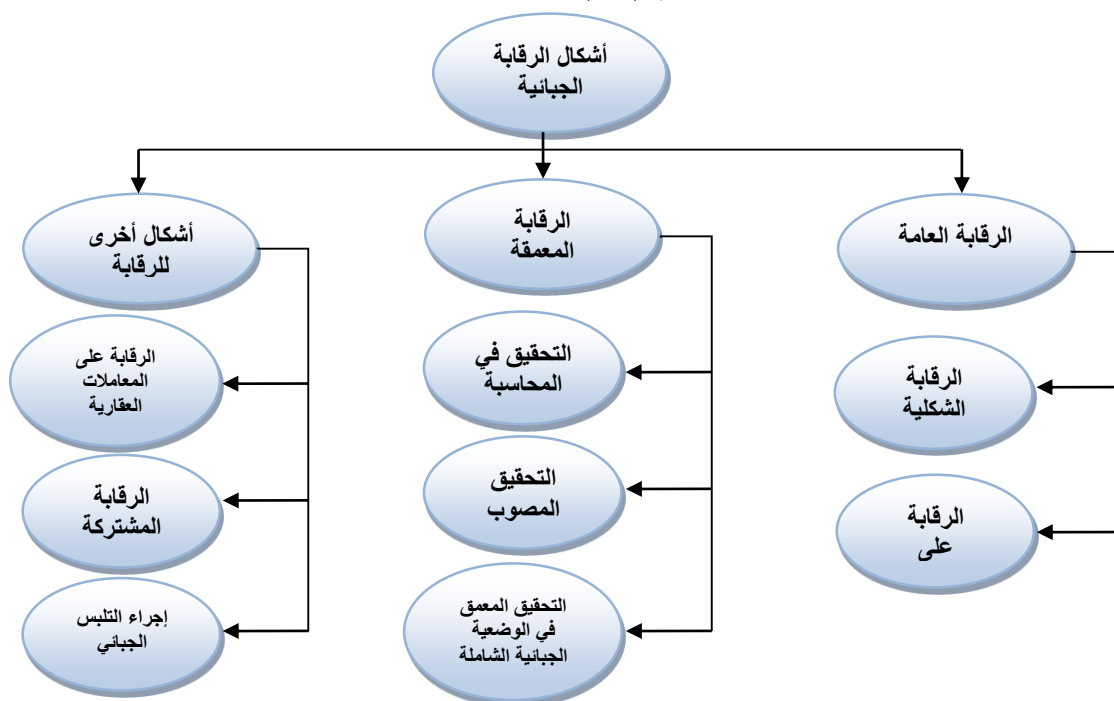 أشكال الرقابة
الجبائية
الرقابة العامة
الرقابة
الشكلية
الرقابة
على
الرقابة
المعمقة
التحقيق في
المحاسبة
التحقيق
المصوب
التحقيق المعمق
في الوضعية
الجبائية الشاملة
أشكال أخرى
للرقابة
الرقابة على
المعاملات
العقارية
الرقابة
المشتركة
إجراء التلبس
الجبائي